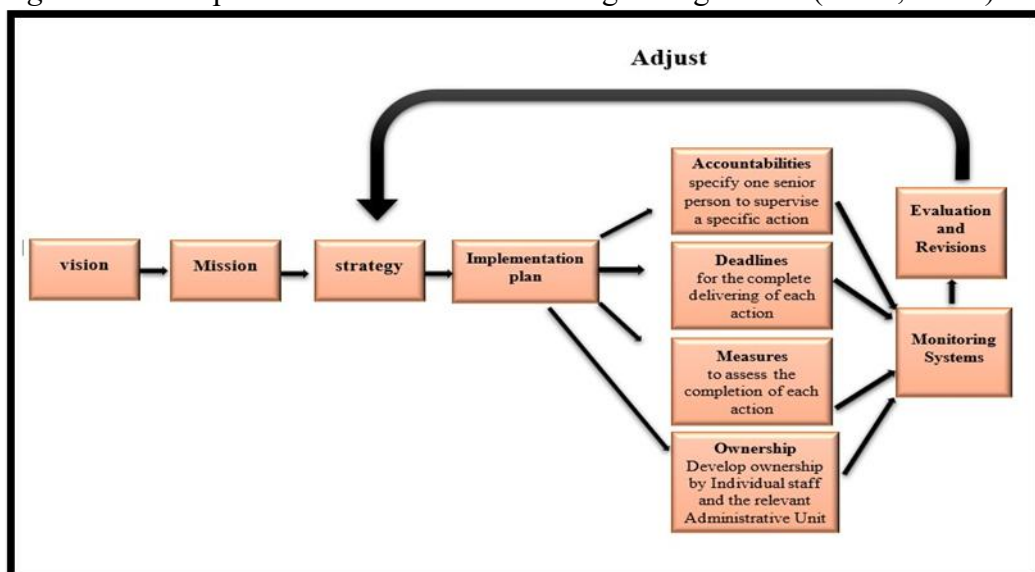 Adjust
vision
Mission
strategy
Implementation
plan
Accountabilities
specify one senior
person to supervise
a specific action
Deadlines
for the complete
delivering of each
action
Measures
to assess the
completion of each
action
Ownership
Develop ownership
by Individual staff
and the relevant
Administrative Unit
Evaluation
and
Revisions
Monitoring
Systems